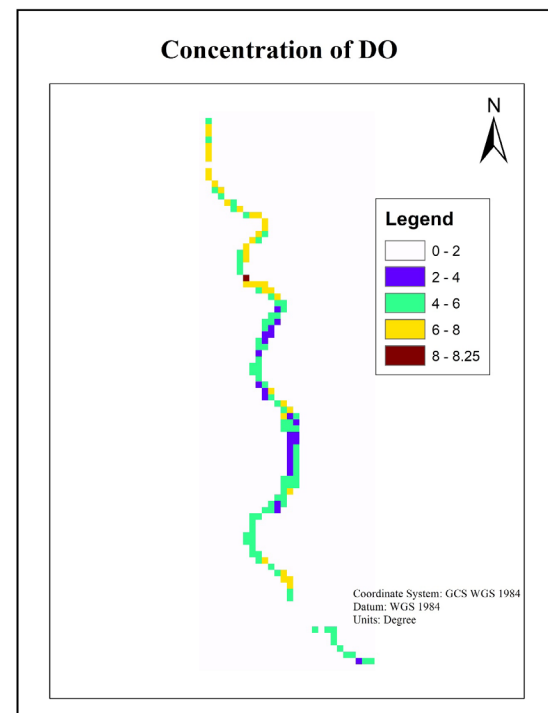 Concentration of DO
N
Legend
0 - 2
2 - 4
4 - 6
6 - 8
8 - 8.25
Coordinate System: GCS WGS 1984
Datum: WGS 1984
Units: Degree